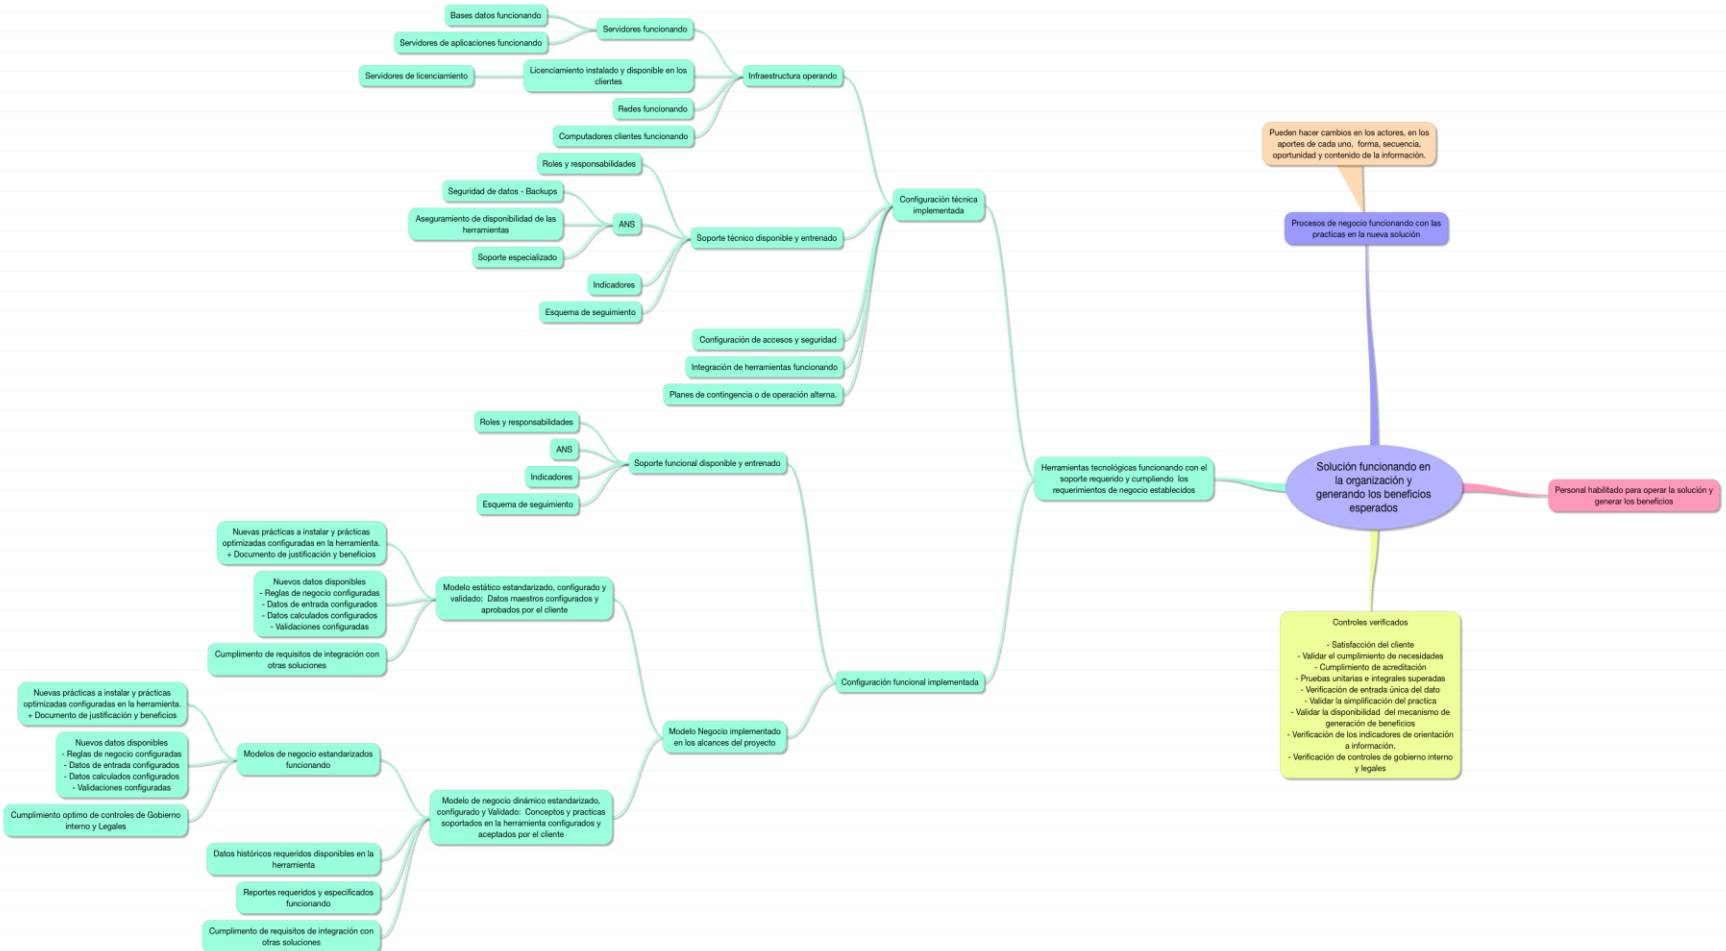 Bases datos funcionando
Servidores de aplicaciones funcionando
Servidores funcionando
Servidores de licenciamiento
Licenciamiento instalado y disponible en los
clientes
Redes funcionando
Computadores clientes funcionando
Infraestructura operando
Roles y responsabilidades
Seguridad de datos - Backups
Aseguramiento de disponibilidad de las
herramientas
Soporte especializado
ANS
Indicadores
Esquema de seguimiento
Soporte técnico disponible y entrenado
Configuración de accesos y seguridad
Integración de herramientas funcionando
Planes de contingencia o de operación alterna.
Configuración técnica
implementada
Roles y responsabilidades
ANS
Indicadores
Esquema de seguimiento
Soporte funcional disponible y entrenado
Nuevas prácticas a instalar y prácticas
optimizadas configuradas en la herramienta.
+ Documento de justificación y beneficios
Nuevos datos disponibles
- Reglas de negocio configuradas
- Datos de entrada configurados
- Datos calculados configurados
- Validaciones configuradas
Cumplimento de requisitos de integración con
otras soluciones
Modelo estático estandarizado, configurado y
validado: Datos maestros configurados y
aprobados por el cliente
Nuevas prácticas a instalar y prácticas
optimizadas configuradas en la herramienta.
+ Documento de justificación y beneficios
Nuevos datos disponibles
- Reglas de negocio configuradas
- Datos de entrada configurados
- Datos calculados configurados
- Validaciones configuradas
Cumplimiento optimo de controles de Gobierno
interno y Legales
Modelos de negocio estandarizados
funcionando
Datos históricos requeridos disponibles en la
herramienta
Reportes requeridos y especificados
funcionando
Cumplimento de requisitos de integración con
otras soluciones
Modelo de negocio dinámico estandarizado,
configurado y Validado: Conceptos y practicas
soportados en la herramienta configurados y
aceptados por el cliente
Modelo Negocio implementado
en los alcances del proyecto
Configuración funcional implementada
Herramientas tecnológicas funcionando con el
soporte requerido y cumpliendo los
requerimientos de negocio establecidos
Pueden hacer cambios en los actores, en los
aportes de cada uno, forma, secuencia,
oportunidad y contenido de la información.
Procesos de negocio funcionando con las
practicas en la nueva solución
Solución funcionando en
la organización y
generando los beneficios
esperados
Personal habilitado para operar la solución y
generar los beneficios
Controles verificados
- Satisfacción del cliente
- Validar el cumplimiento de necesidades
- Cumplimiento de acreditación
- Pruebas unitarias e integrales superadas
- Verificación de entrada única del dato
- Validar la simplificación del practica
- Validar la disponibilidad del mecanismo de
generación de beneficios
- Verificación de los indicadores de orientación
a información.
- Verificación de controles de gobierno interno
y legales